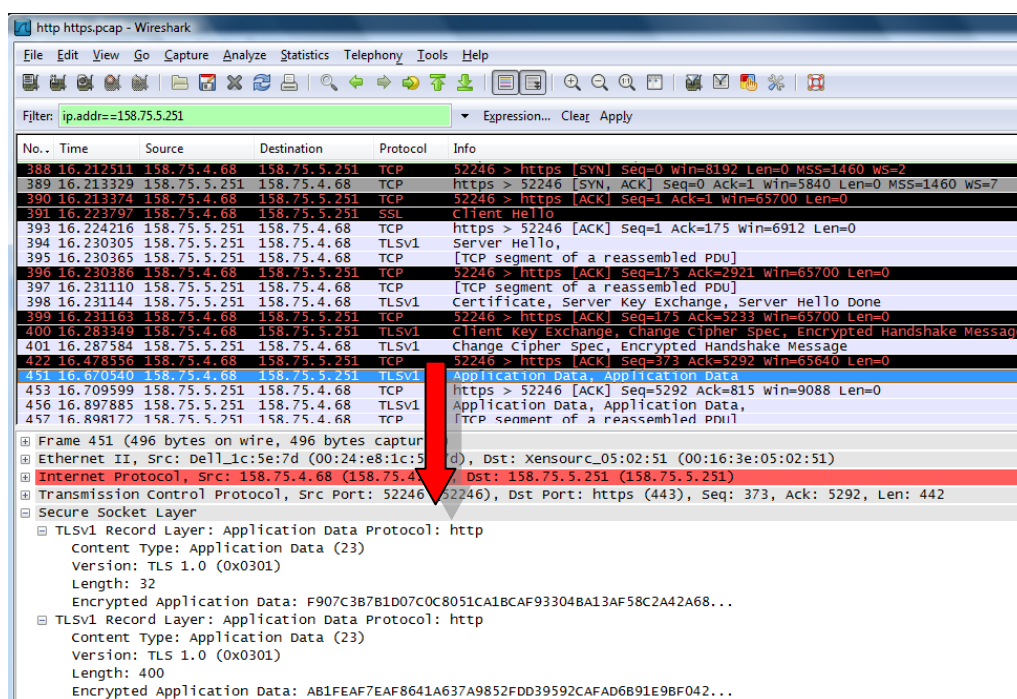 http https.pcap - Wireshark
File Edit View Go Capture Analyze Statistics Telephony Tools Help
Filter: ip.addr==158.75.5.251 Expression... Clear Apply
No. . Time Source Destination Protocol Info
388 16.212511 158.75.4.68 158.75.5.251 TCP 52246 > https [SYN] Seq=0 Win=8192 Len=0 MSS=1460 WS=2
389 16.213329 158.75.5.251 158.75.4.68 TCP https > 52246 [SYN, ACK] Seq=0 Ack=1 Win=5840 Len=0 MSS=1460 WS=7
390 16.213374 158.75.4.68 158.75.5.251 TCP 52246 > https [ACK] Seq=1 Ack=1 Win=65700 Len=0
391 16.223797 158.75.4.68 158.75.5.251 SSL Client Hello
393 16.224216 158.75.5.251 158.75.4.68 TCP https > 52246 [ACK] Seq=1 Ack=175 Win=6912 Len=0
394 16.230305 158.75.5.251 158.75.4.68 TLSv1 Server Hello,
395 16.230365 158.75.5.251 158.75.4.68 TCP [TCP segment of a reassembled PDU]
396 16.230386 158.75.4.68 158.75.5.251 TCP 52246 > https [ACK] Seq=175 Ack=2921 Win=65700 Len=0
397 16.231110 158.75.5.251 158.75.4.68 TCP [TCP segment of a reassembled PDU]
398 16.231144 158.75.5.251 158.75.4.68 TLSv1 Certificate, Server Key Exchange, Server Hello Done
399 16.231163 158.75.4.68 158.75.5.251 TCP 52246 > https [ACK] Seq=175 Ack=5233 Win=65700 Len=0
400 16.283349 158.75.4.68 158.75.5.251 TLSv1 Client Key Exchange, Change Cipher Spec, Encrypted Handshake Messag
401 16.287584 158.75.5.251 158.75.4.68 TLSv1 Change Cipher Spec, Encrypted Handshake Message
422 16.478556 158.75.4.68 158.75.5.251 TCP 52246 > https [ACK] Seq=373 Ack=5292 Win=65640 Len=0
451 16.670540 158.75.4.68 158.75.5.251 TLSv1 Application Data, Application Data
453 16.709599 158.75.5.251 158.75.4.68 TCP https > 52246 [ACK] Seq=5292 Ack=815 Win=9088 Len=0
456 16.897885 158.75.5.251 158.75.4.68 TLSv1 Application Data, Application Data,
457 16.898172 158.75.5.251 158.75.4.68 TCP [TCP segment of a reassembled PDU]
Frame 451 (496 bytes on wire, 496 bytes captur
Ethernet II, Src: Dell_1c:5e:7d (00:24:e8:1c:5 7d), Dst: Xensourc_05:02:51 (00:16:3e:05:02:51)
Internet Protocol, Src: 158.75.4.68 (158.75.4. , Dst: 158.75.5.251 (158.75.5.251)
Transmission Control Protocol, Src Port: 52246 52246), Dst Port: https (443), Seq: 373, Ack: 5292, Len: 442
Secure Socket Layer
TLSv1 Record Layer: Application Data Protocol: http
Content Type: Application Data (23)
Version: TLS 1.0 (0x0301)
Length: 32
Encrypted Application Data: F907C3B7B1D07C0C8051CA1BCAF93304BA13AF58C2A42A68...
TLSv1 Record Layer: Application Data Protocol: http
Content Type: Application Data (23)
Version: TLS 1.0 (0x0301)
Length: 400
Encrypted Application Data: AB1FEAF7EAF8641A637A9852FDD39592CAFAD6B91E9BF042...